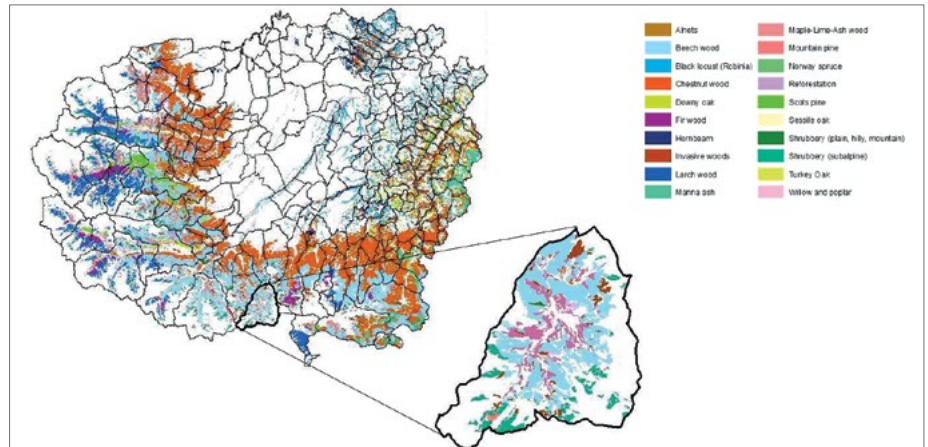 Alnets
Beech wood
Black locust (Robinia)
Chestnut wood
Downy oak
Fir wood
Hornbeam
Invasive woods
Larch wood
Manna ash
Maple-Lime-Ash wood
Mountain pine
Norway spruce
Reforestation
Scots pine
Sessile oak
Shrubbery (plain, hilly, mountain)
Shrubbery (subalpine)
Turkey Oak
Willow and poplar